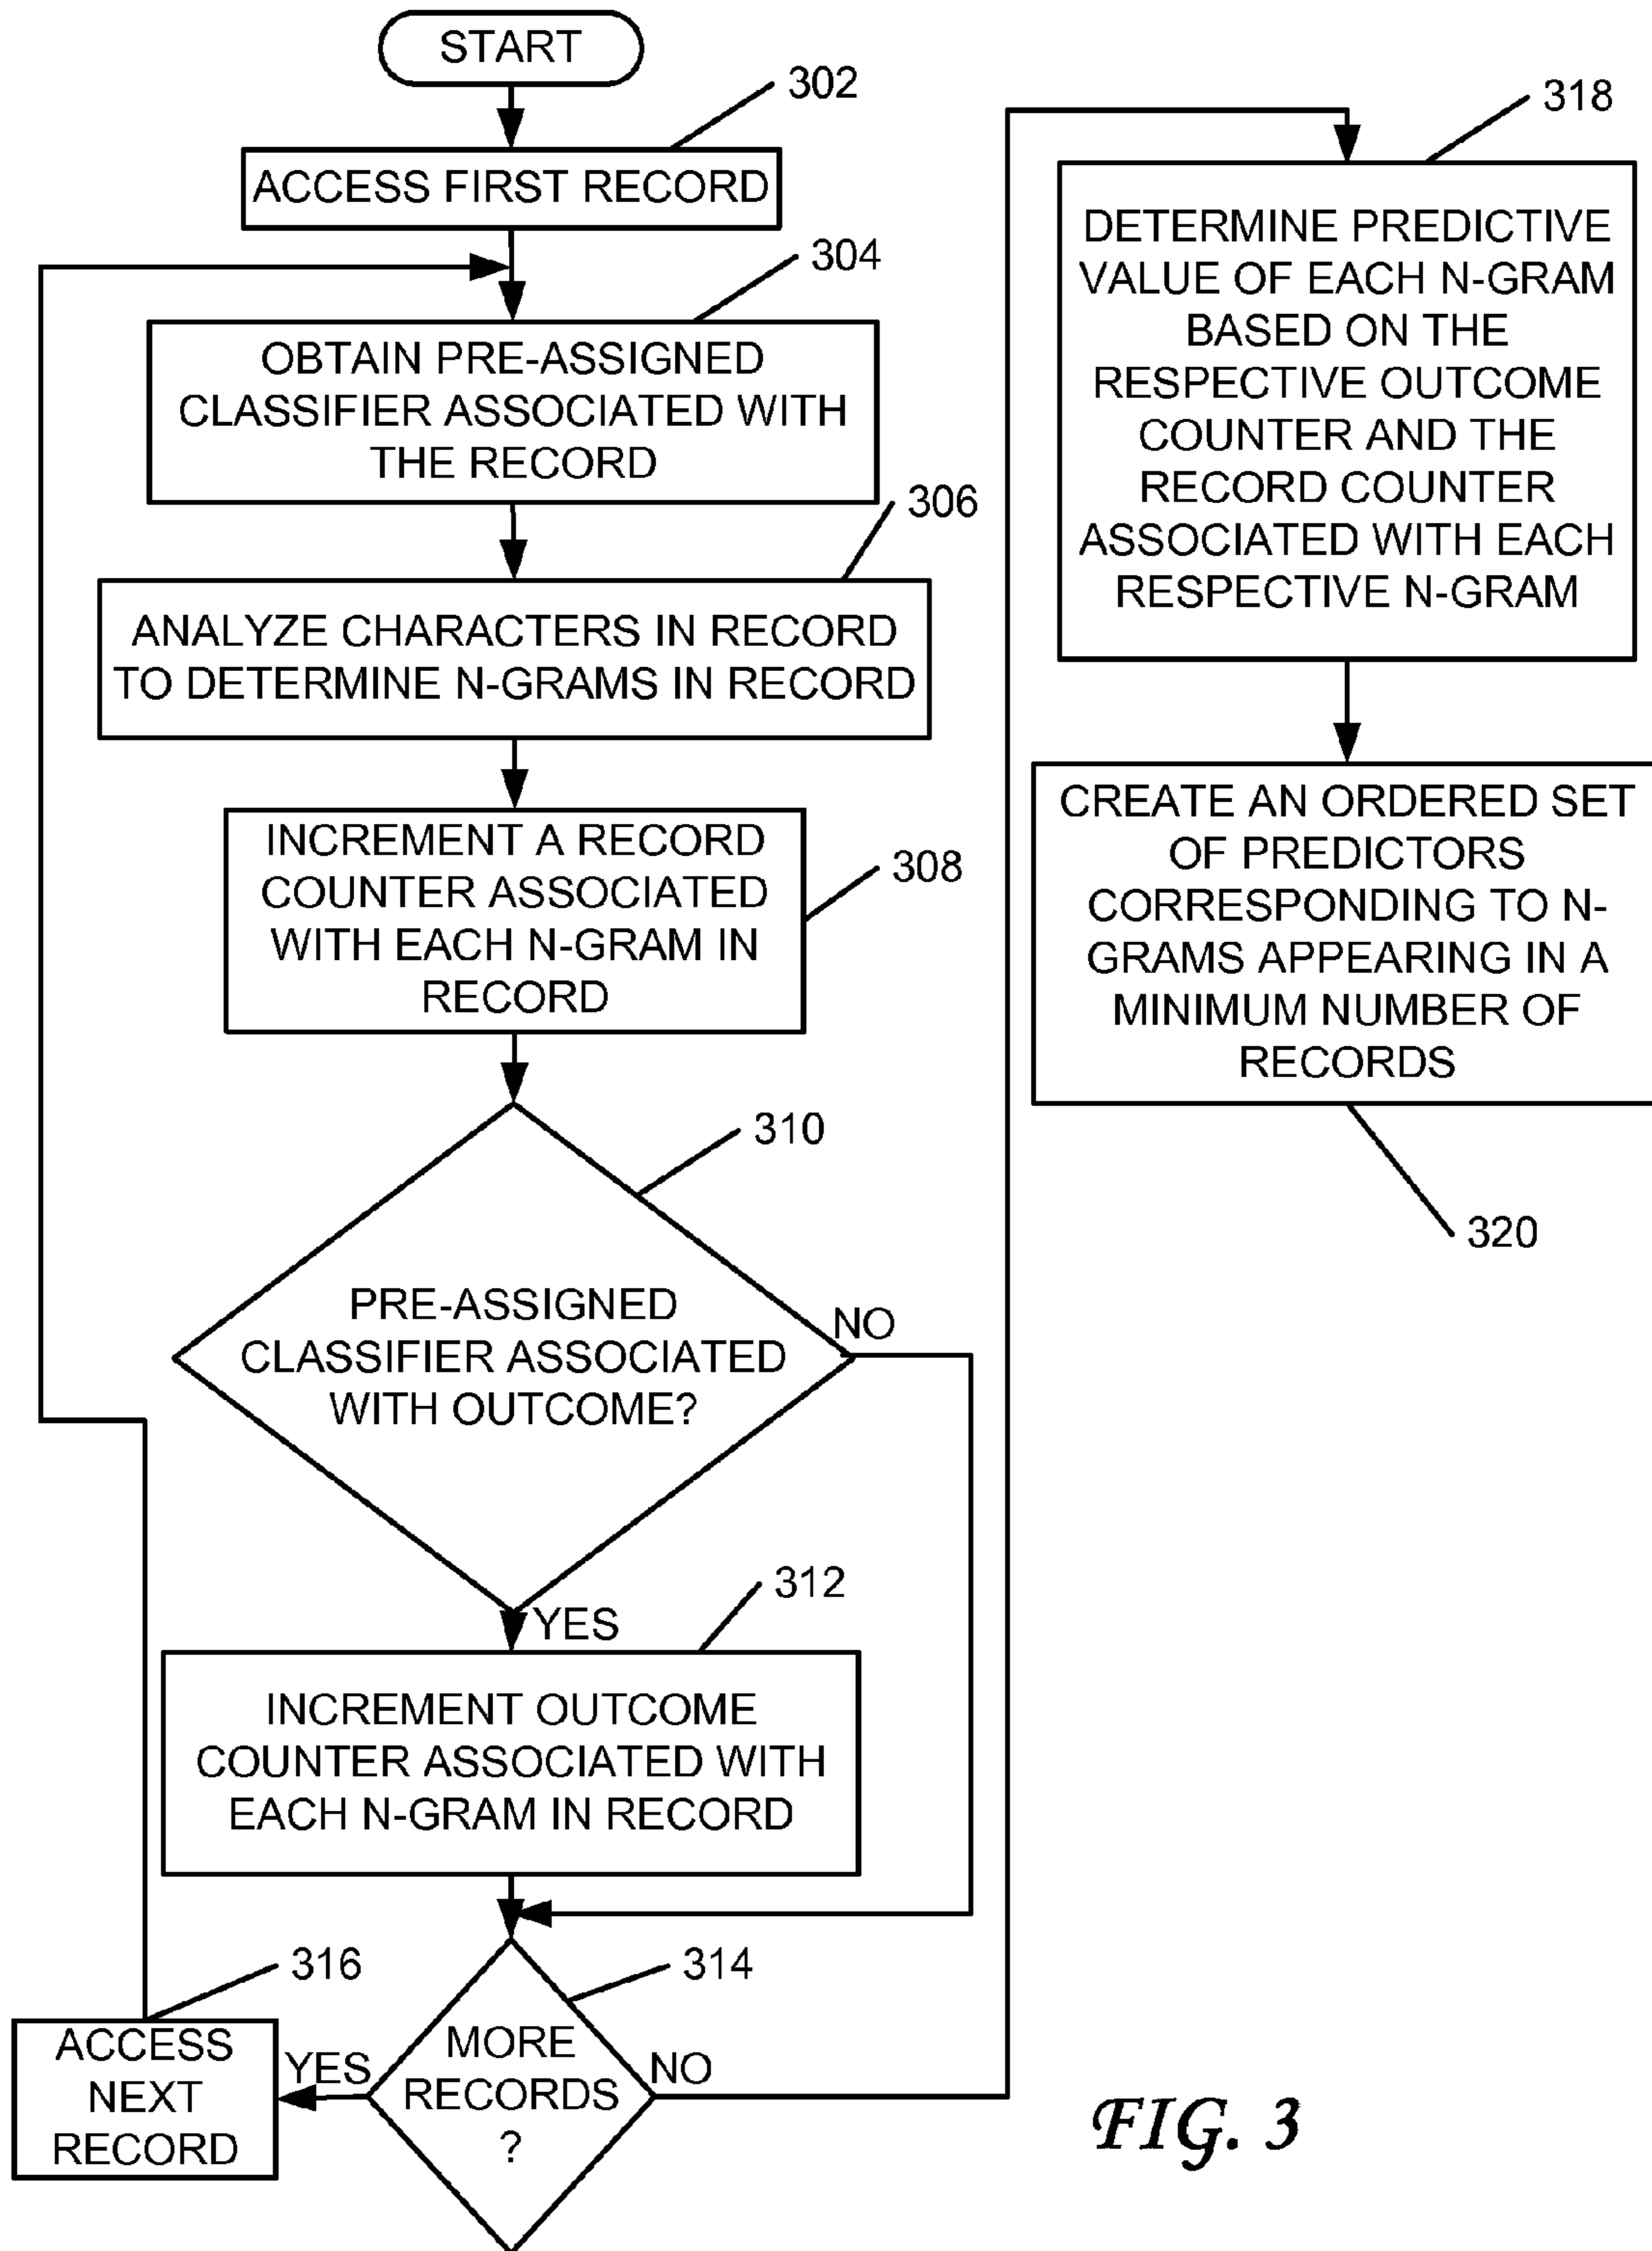 START
302
ACCESS FIRST RECORD
304
OBTAIN PRE-ASSIGNED
CLASSIFIER ASSOCIATED WITH
THE RECORD
306
ANALYZE CHARACTERS IN RECORD
TO DETERMINE N-GRAMS IN RECORD
INCREMENT A RECORD
COUNTER ASSOCIATED
WITH EACH N-GRAM IN
RECORD
308
310
PRE-ASSIGNED
CLASSIFIER ASSOCIATED
WITH OUTCOME?
NO
YES
312
INCREMENT OUTCOME
COUNTER ASSOCIATED WITH
EACH N-GRAM IN RECORD
314
MORE
RECORDS
?
YES
NO
316
ACCESS
NEXT
RECORD
318
DETERMINE PREDICTIVE
VALUE OF EACH N-GRAM
BASED ON THE
RESPECTIVE OUTCOME
COUNTER AND THE
RECORD COUNTER
ASSOCIATED WITH EACH
RESPECTIVE N-GRAM
CREATE AN ORDERED SET
OF PREDICTORS
CORRESPONDING TO N-
GRAMS APPEARING IN A
MINIMUM NUMBER OF
RECORDS
320
FIG. 3